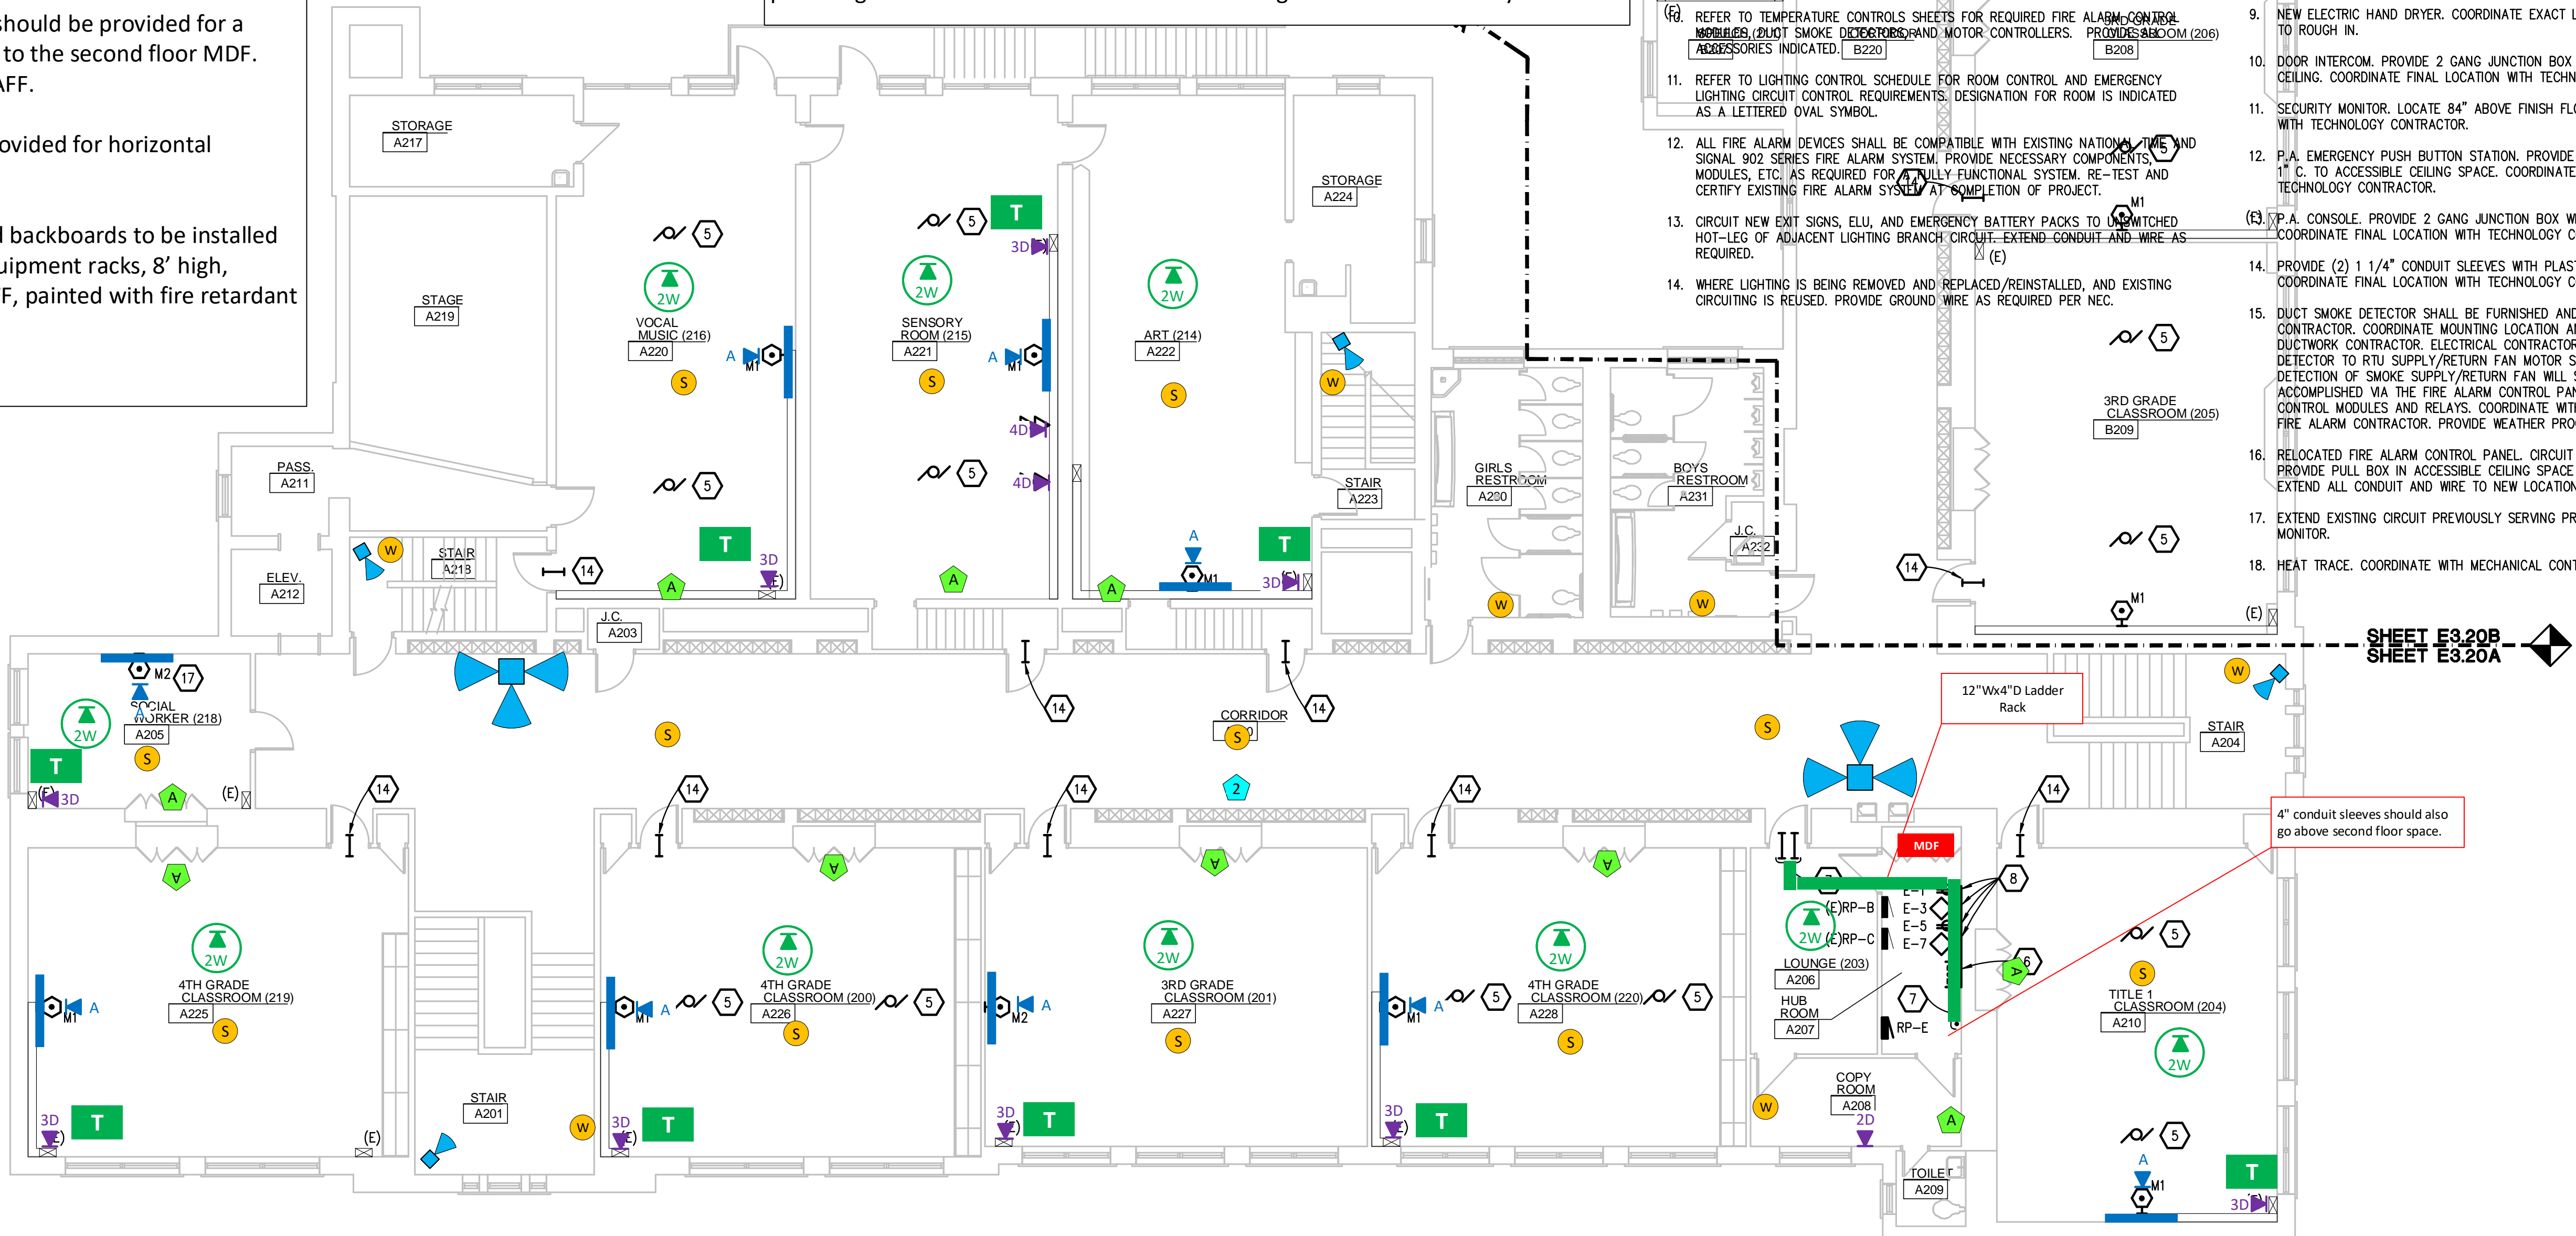 should be provided for a
to the second floor MDF.
AFF.
ovided for horizontal
d backboards to be installed
uipment racks, 8' high,
FF, painted with fire retardant
10. REFER TO TEMPERATURE CONTROLS SHEETS FOR REQUIRED FIRE ALARM CONTROL
MODULES, DUCT SMOKE DETECTORS, AND MOTOR CONTROLLERS. PROVIDE ALL
ACCESSORIES INDICATED.
11. REFER TO LIGHTING CONTROL SCHEDULE FOR ROOM CONTROL AND EMERGENCY
LIGHTING CIRCUIT CONTROL REQUIREMENTS. DESIGNATION FOR ROOM IS INDICATED
AS A LETTERED OVAL SYMBOL.
12. ALL FIRE ALARM DEVICES SHALL BE COMPATIBLE WITH EXISTING NATIONAL TIME AND
SIGNAL 902 SERIES FIRE ALARM SYSTEM. PROVIDE NECESSARY COMPONENTS,
MODULES, ETC. AS REQUIRED FOR A FULLY FUNCTIONAL SYSTEM. RE-TEST AND
CERTIFY EXISTING FIRE ALARM SYSTEM AT COMPLETION OF PROJECT.
13. CIRCUIT NEW EXIT SIGNS, ELU, AND EMERGENCY BATTERY PACKS TO UNSWITCHED
HOT-LEG OF ADJACENT LIGHTING BRANCH CIRCUIT. EXTEND CONDUIT AND WIRE AS
REQUIRED.
14. WHERE LIGHTING IS BEING REMOVED AND REPLACED/REINSTALLED, AND EXISTING
CIRCUITING IS REUSED. PROVIDE GROUND WIRE AS REQUIRED PER NEC.
9. NEW ELECTRIC HAND DRYER. COORDINATE EXACT L
TO ROUGH IN.
10. DOOR INTERCOM. PROVIDE 2 GANG JUNCTION BOX
CEILING. COORDINATE FINAL LOCATION WITH TECHN
11. SECURITY MONITOR. LOCATE 84" ABOVE FINISH FLO
WITH TECHNOLOGY CONTRACTOR.
12. P.A. EMERGENCY PUSH BUTTON STATION. PROVIDE
1" C. TO ACCESSIBLE CEILING SPACE. COORDINATE
TECHNOLOGY CONTRACTOR.
13. P.A. CONSOLE. PROVIDE 2 GANG JUNCTION BOX W
COORDINATE FINAL LOCATION WITH TECHNOLOGY C
14. PROVIDE (2) 1 1/4" CONDUIT SLEEVES WITH PLAST
COORDINATE FINAL LOCATION WITH TECHNOLOGY C
15. DUCT SMOKE DETECTOR SHALL BE FURNISHED AND
CONTRACTOR. COORDINATE MOUNTING LOCATION A
DUCTWORK CONTRACTOR. ELECTRICAL CONTRACTOR
DETECTOR TO RTU SUPPLY/RETURN FAN MOTOR S
DETECTION OF SMOKE SUPPLY/RETURN FAN WILL S
ACCOMPLISHED VIA THE FIRE ALARM CONTROL PAN
CONTROL MODULES AND RELAYS. COORDINATE WIT
FIRE ALARM CONTRACTOR. PROVIDE WEATHER PRO
16. RELOCATED FIRE ALARM CONTROL PANEL. CIRCUIT
PROVIDE PULL BOX IN ACCESSIBLE CEILING SPACE
EXTEND ALL CONDUIT AND WIRE TO NEW LOCATION
17. EXTEND EXISTING CIRCUIT PREVIOUSLY SERVING PR
MONITOR.
18. HEAT TRACE. COORDINATE WITH MECHANICAL CONT
B220
3RD GRADE
CLASSROOM (206)
B208
3RD GRADE
CLASSROOM (205)
B209
STORAGE
A217
STAGE
A219
VOCAL
MUSIC (216)
A220
SENSORY
ROOM (215)
A221
ART (214)
A222
STORAGE
A224
STAIR
A223
GIRLS
RESTROOM
BOYS
RESTROOM
A231
J.C.
A232
PASS.
A211
ELEV.
A212
STAIR
A218
J.C.
A203
SOCIAL
WORKER (218)
A205
CORRIDOR
STAIR
A204
SHEET E3.20B
SHEET E3.20A
12"Wx4"D Ladder
Rack
4" conduit sleeves should also
go above second floor space.
MDF
4TH GRADE
CLASSROOM (219)
A225
STAIR
A201
4TH GRADE
CLASSROOM (200)
A226
3RD GRADE
CLASSROOM (201)
A227
4TH GRADE
CLASSROOM (220)
A228
LOUNGE (203)
A206
HUB
ROOM
A207
(E)RP-B
(E)RP-C
RP-E
E-1
E-3
E-5
E-7
COPY
ROOM
A208
2D
TOILET
A209
TITLE 1
CLASSROOM (204)
A210